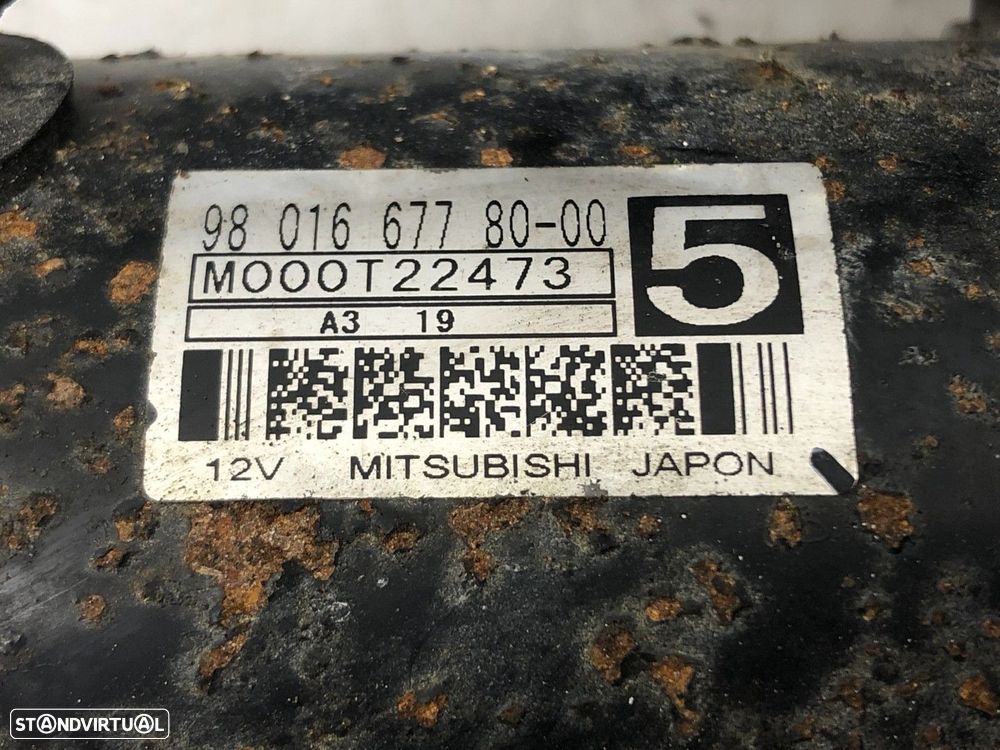 98 016 677 80-00
5
M000T22473
A3 19
12V MITSUBISHI JAPON
STANDVIRTUAL